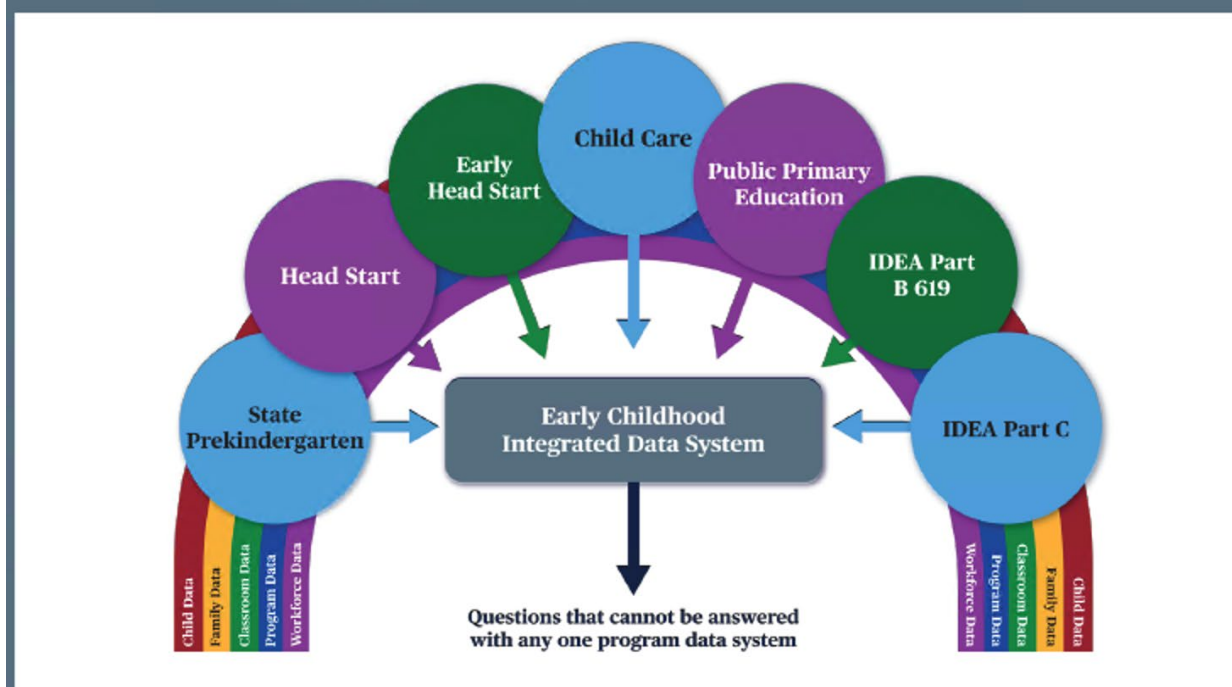 Child Care
Early
Head Start
Public Primary
Education
Head Start
IDEA Part
B 619
State
Prekindergarten
Early Childhood
Integrated Data System
IDEA Part C
Child Data
Family Data
Classroom Data
Program Data
Workforce Data
Workforce Data
Program Data
Classroom Data
Family Data
Child Data
Questions that cannot be answered
with any one program data system